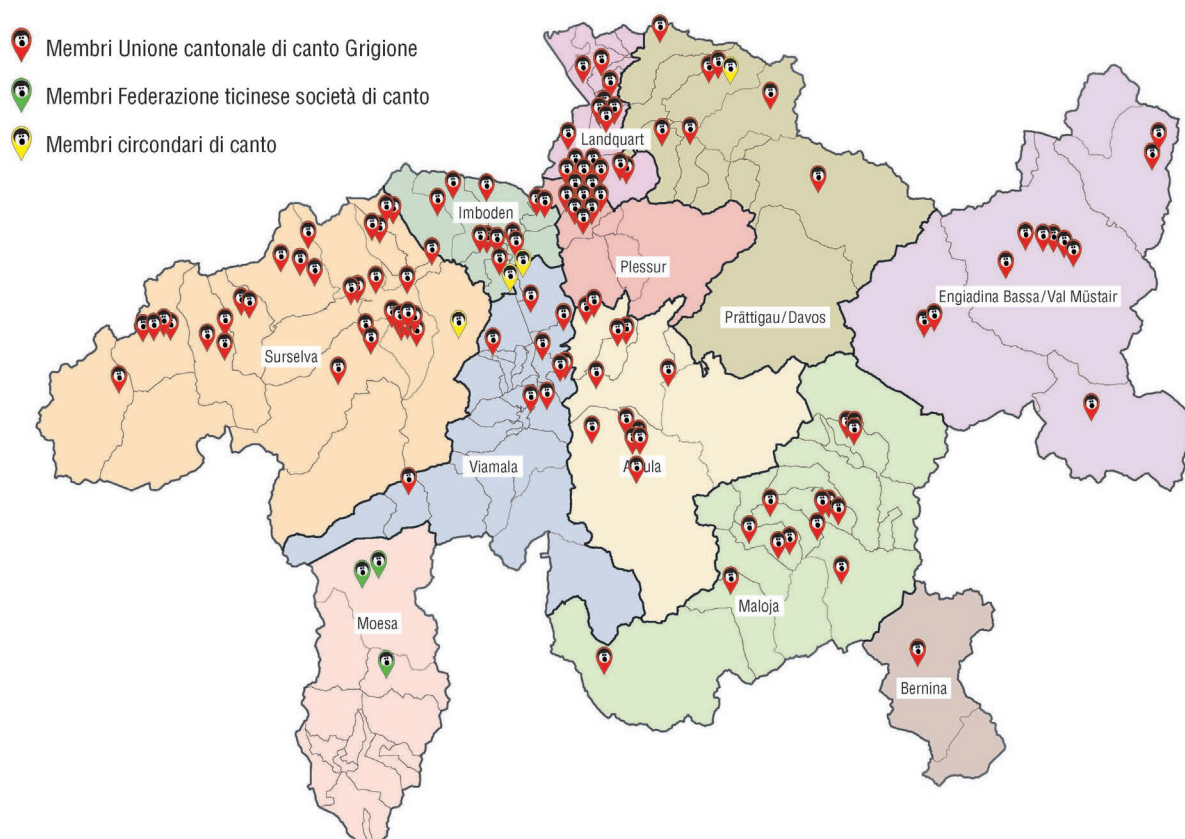 Membri Unione cantonale di canto Grigione
Membri Federazione ticinese società di canto
Membri circondari di canto
Landquart
Imboden
Plessur
Engiadina Bassa/Val Müstair
Prättigau/Davos
Surselva
Viamala
Maloja
Moesa
Bernina